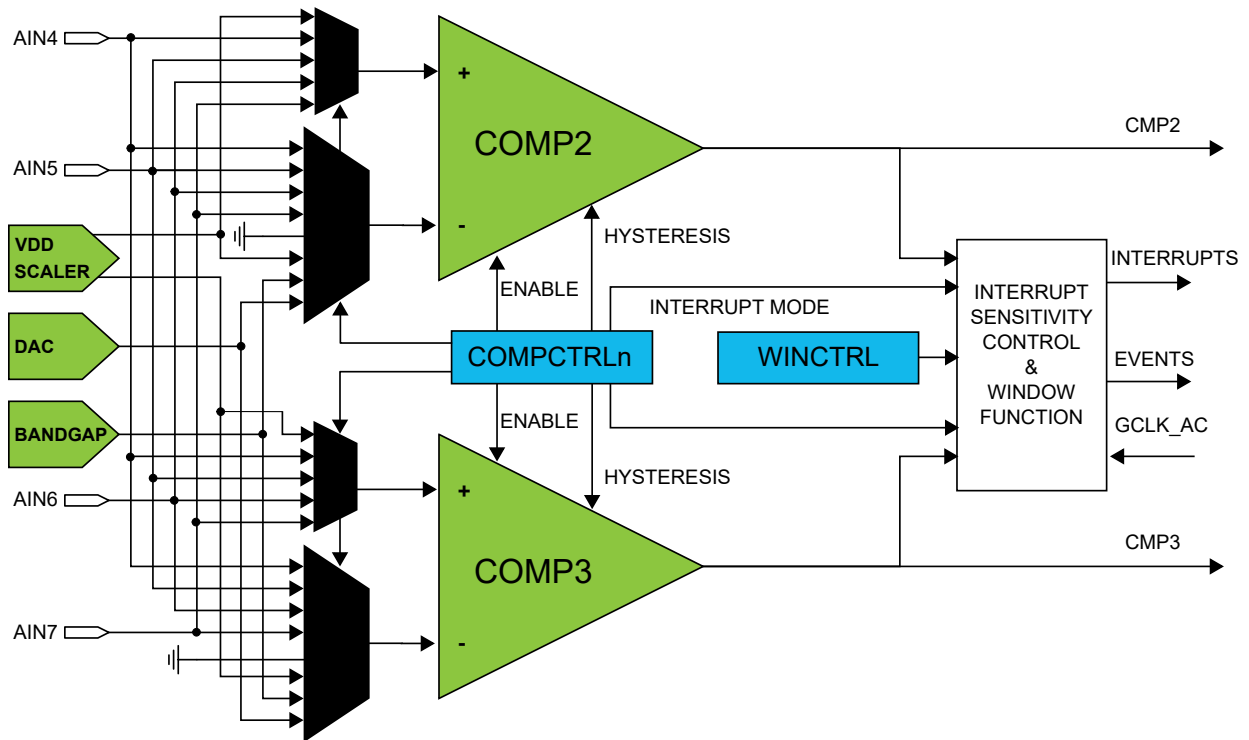 AIN4
+
COMP2
-
CMP2
AIN5
VDD
SCALER
HYSTERESIS
ENABLE
INTERRUPT MODE
INTERRUPTS
DAC
COMPCTRLn
WINCTRL
INTERRUPT
SENSITIVITY
CONTROL
&
WINDOW
FUNCTION
EVENTS
BANDGAP
ENABLE
GCLK_AC
HYSTERESIS
AIN6
+
COMP3
-
CMP3
AIN7